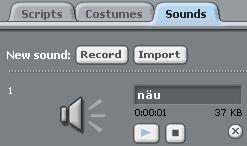 Scripts Costumes Sounds
New sound: Record Import
1
näu
0:00:01 37 KB